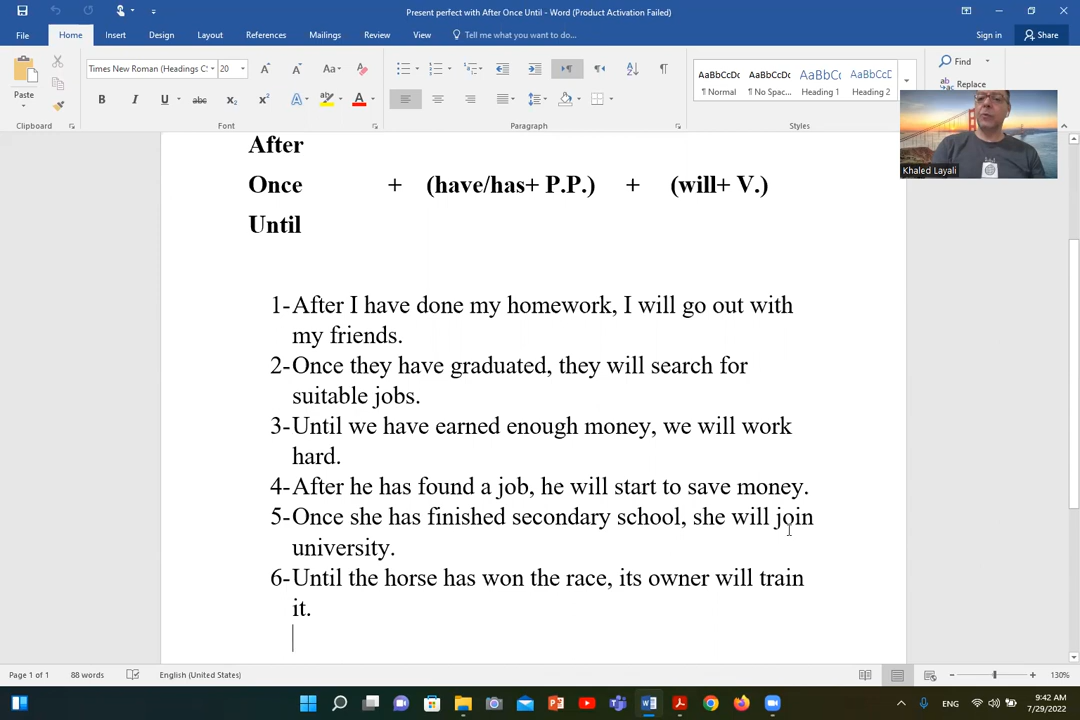 Present perfect with After Once Until - Word (Product Activation Failed)
File Home Insert Design Layout References Mailings Review View Tell me what you want to do... Sign in Share
Times New Roman (Headings C: 20 A A Aa Find
AaBbCcDc AaBbCcDc AaBbCc AaBbCcD
Paste B I U abc X₂ X² A A ¶ Normal ¶ No Spac... Heading 1 Heading 2 Replace
Clipboard Font Paragraph Styles
Khaled Layali
After
Once + (have/has+ P.P.) + (will+ V.)
Until
1-After I have done my homework, I will go out with
my friends.
2-Once they have graduated, they will search for
suitable jobs.
3-Until we have earned enough money, we will work
hard.
4-After he has found a job, he will start to save money.
5-Once she has finished secondary school, she will join
university.
6-Until the horse has won the race, its owner will train
it.
Page 1 of 1 88 words English (United States) 130%
ENG 9:42 AM
7/29/2022